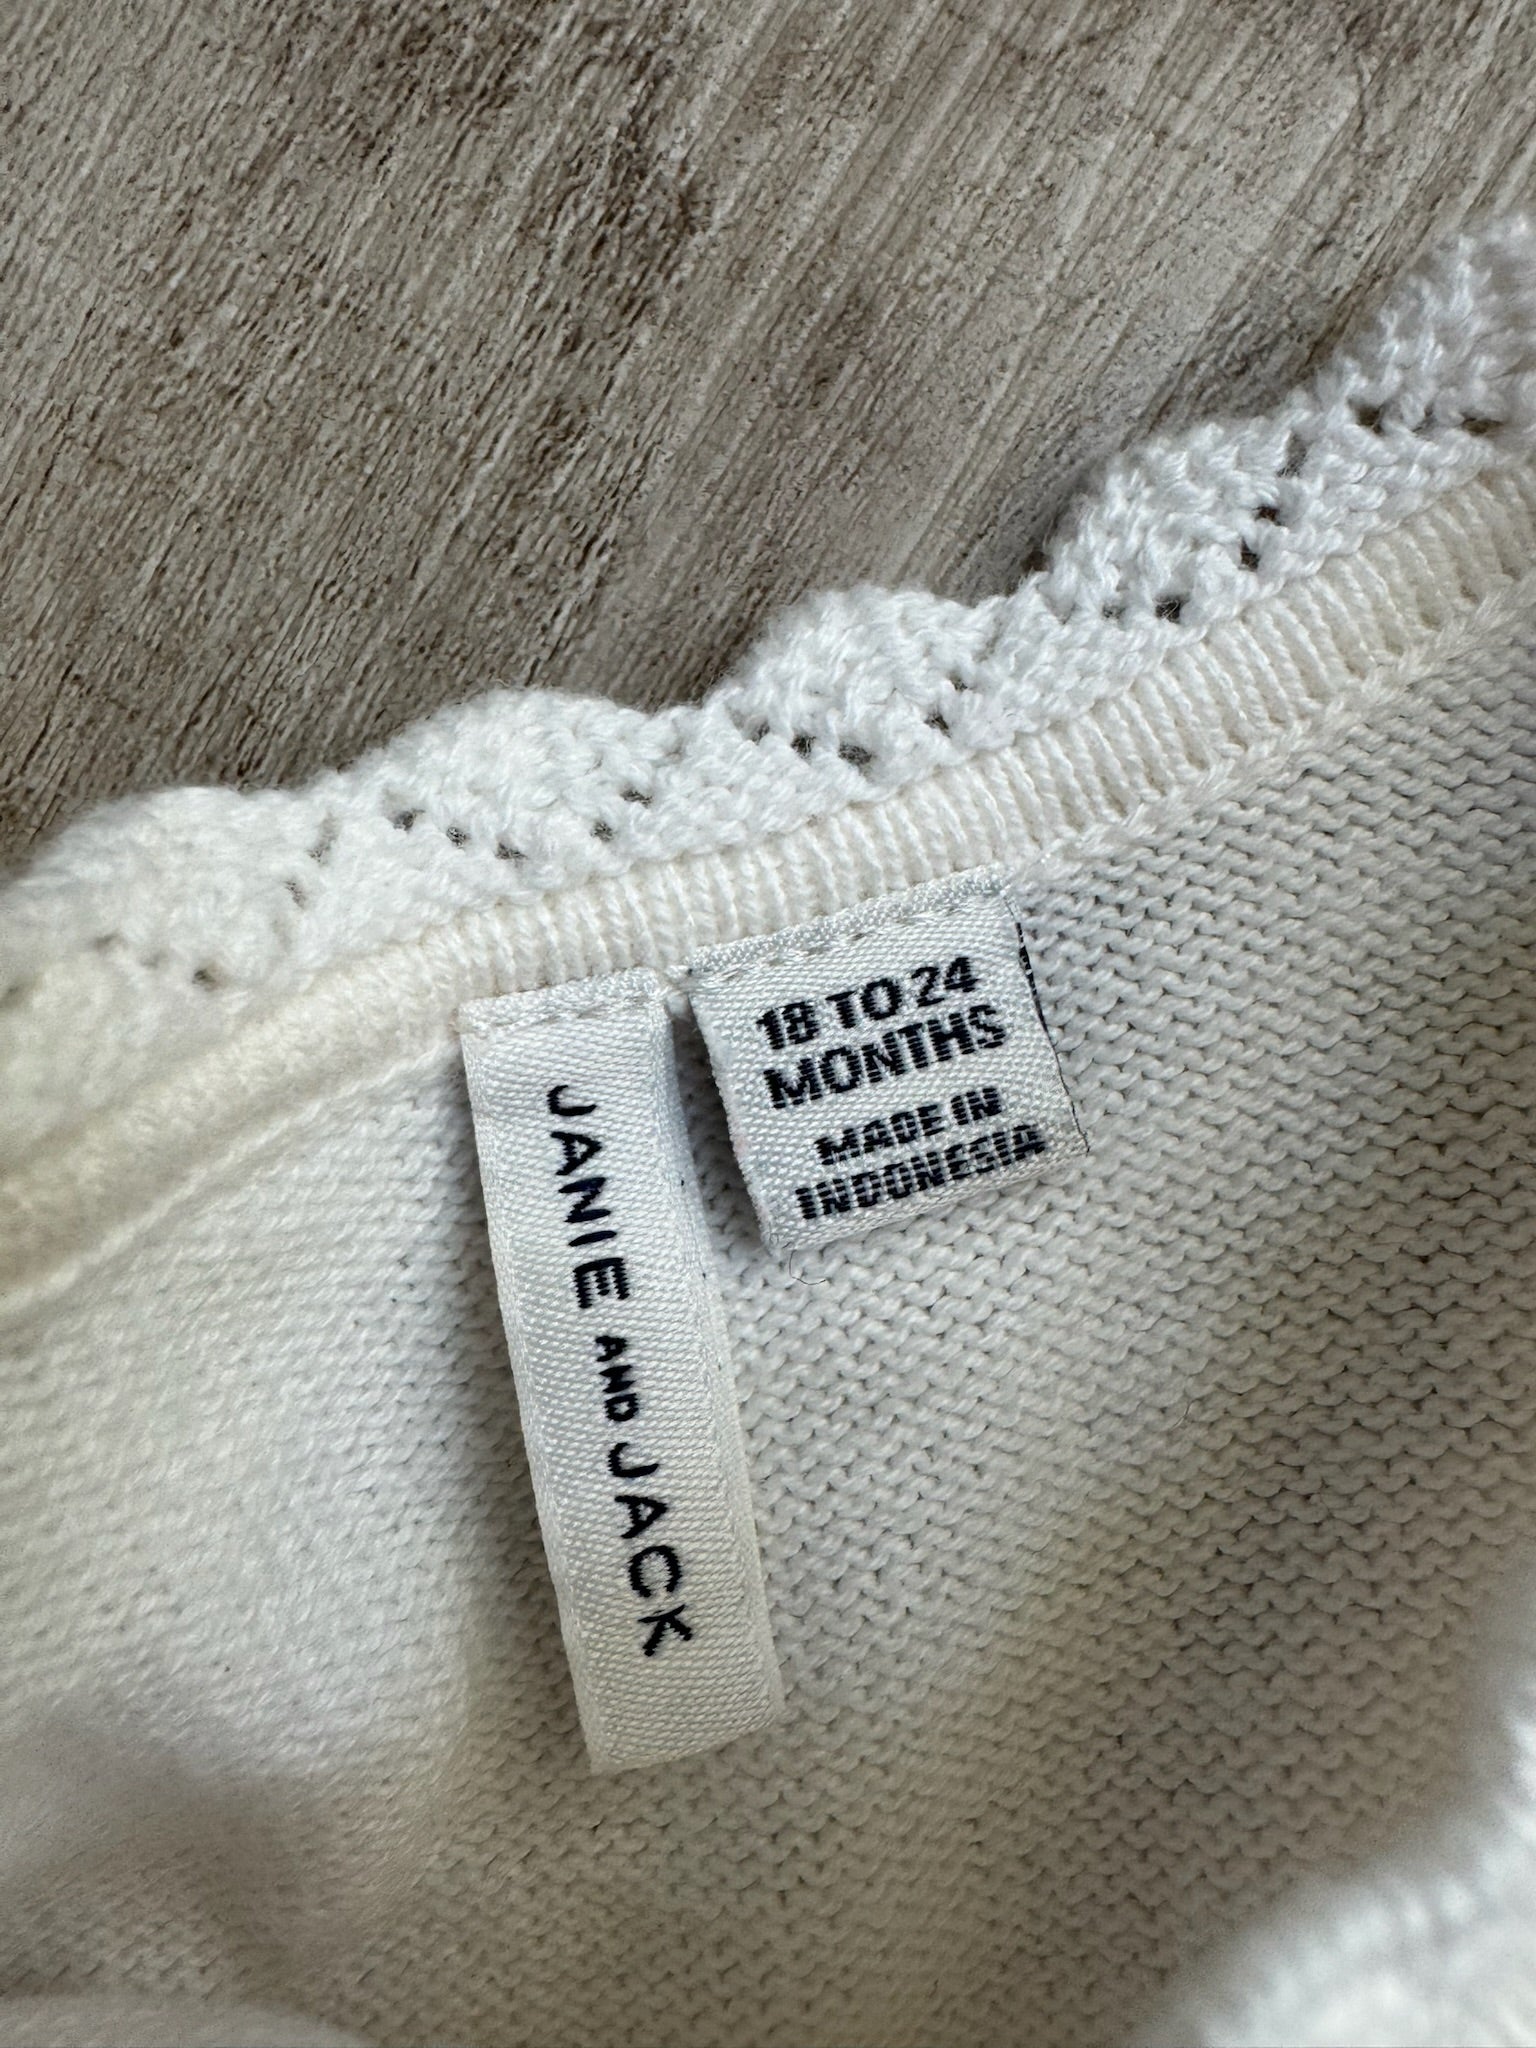 18 TO 24
MONTHS
MADE IN
INDONESIA
JANIE AND JACK